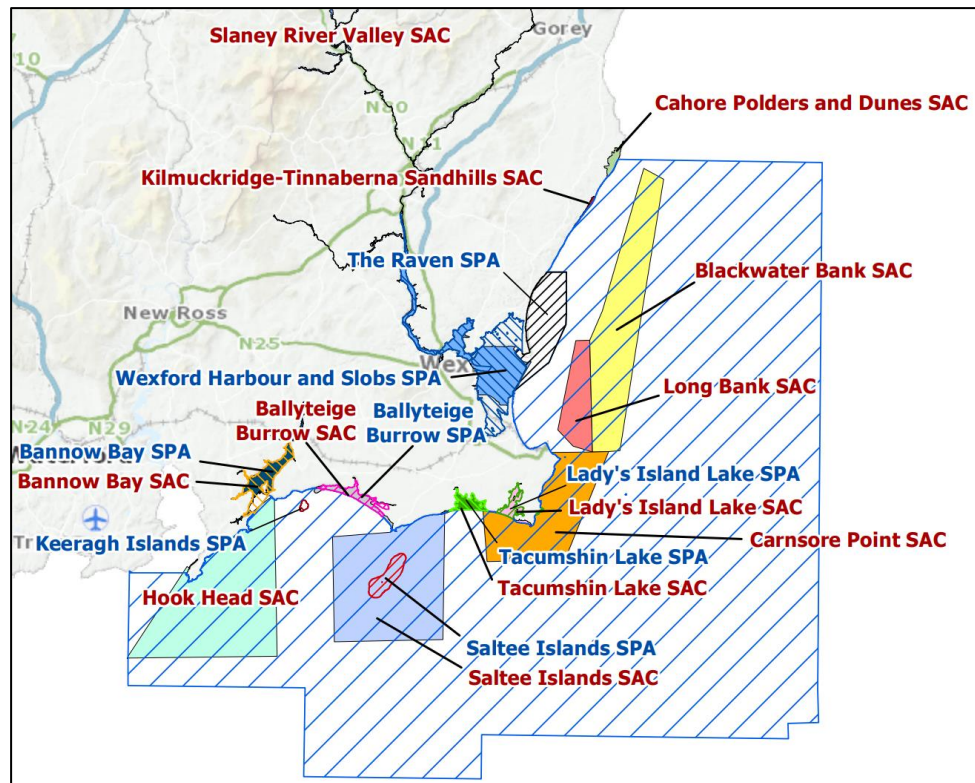 Slaney River Valley SAC
Gorey
10
N80
Cahore Polders and Dunes SAC
N11
Kilmuckridge-Tinnaberna Sandhills SAC
The Raven SPA
Blackwater Bank SAC
New Ross
N25
Wex
Wexford Harbour and Slobs SPA
Long Bank SAC
Ballyteige
Burrow SAC
Ballyteige
Burrow SPA
N24
N29
Bannow Bay SPA
Lady's Island Lake SPA
Bannow Bay SAC
Lady's Island Lake SAC
Keeragh Islands SPA
Tr
Carnsore Point SAC
Tacumshin Lake SPA
Hook Head SAC
Tacumshin Lake SAC
Saltee Islands SPA
Saltee Islands SAC